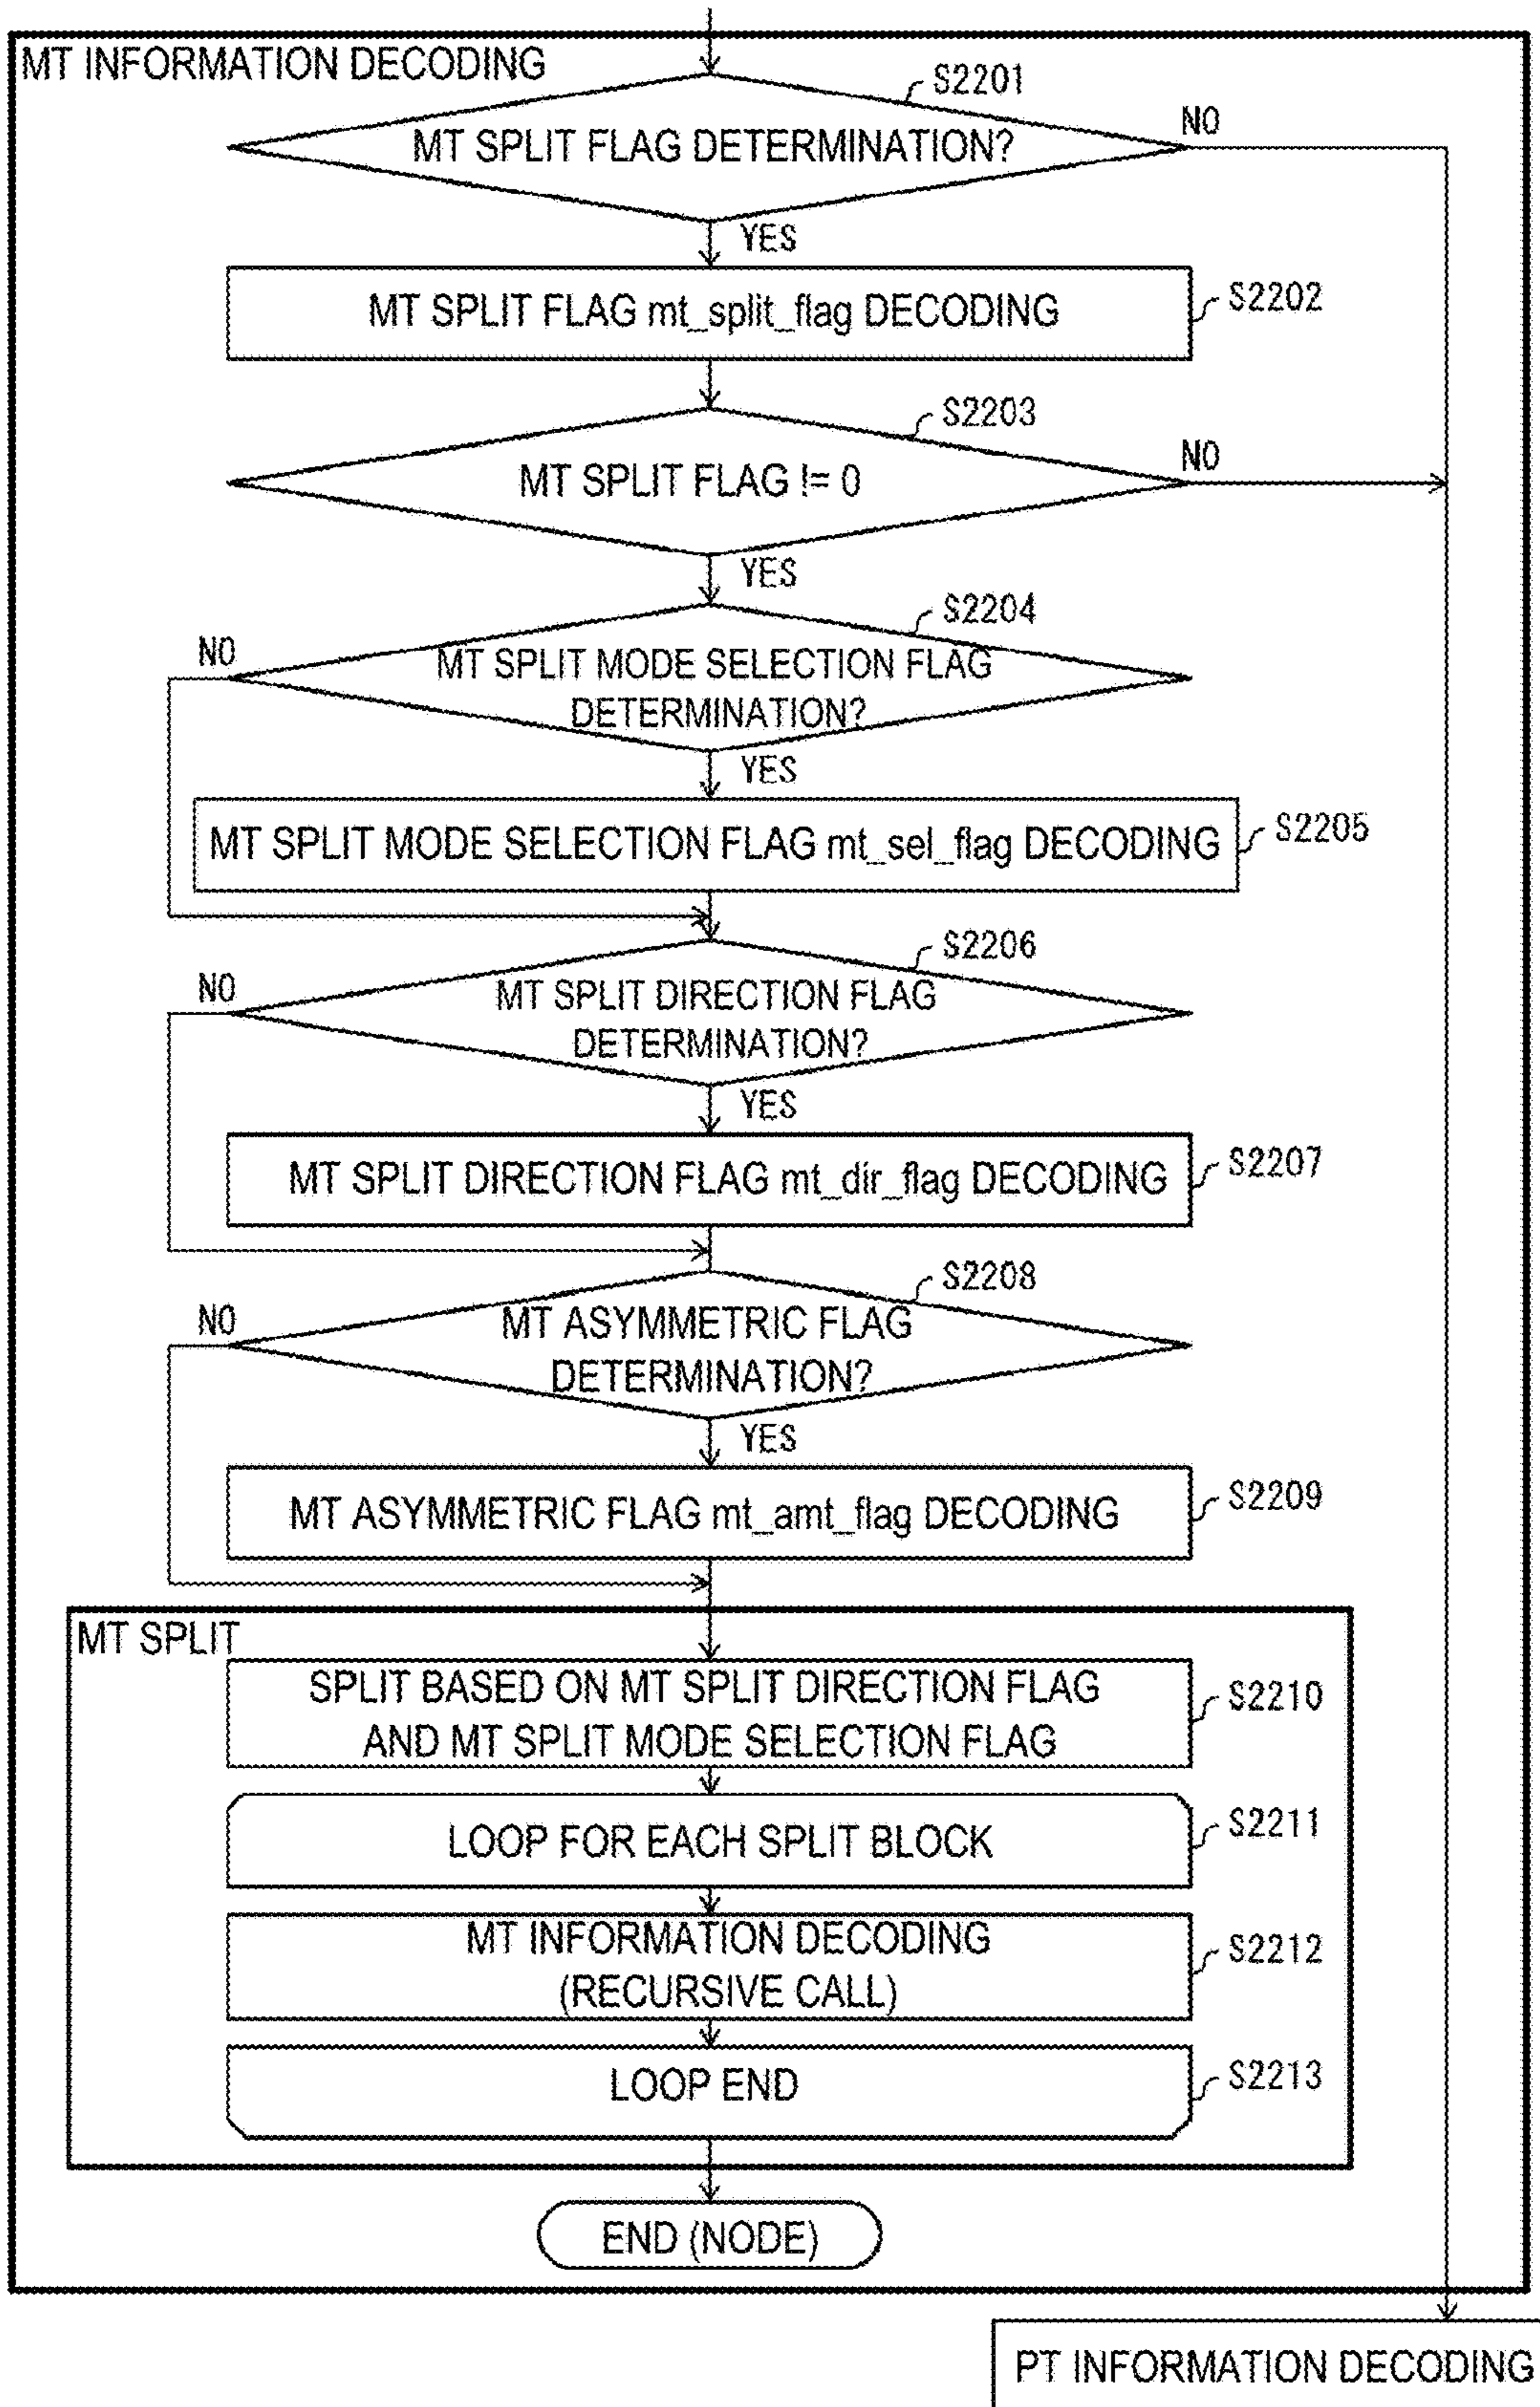 MT INFORMATION DECODING
S2201
MT SPLIT FLAG DETERMINATION?
NO
YES
MT SPLIT FLAG mt_split_flag DECODING
S2202
S2203
MT SPLIT FLAG != 0
NO
YES
S2204
NO
MT SPLIT MODE SELECTION FLAG
DETERMINATION?
YES
MT SPLIT MODE SELECTION FLAG mt_sel_flag DECODING
S2205
S2206
NO
MT SPLIT DIRECTION FLAG
DETERMINATION?
YES
MT SPLIT DIRECTION FLAG mt_dir_flag DECODING
S2207
S2208
NO
MT ASYMMETRIC FLAG
DETERMINATION?
YES
MT ASYMMETRIC FLAG mt_amt_flag DECODING
S2209
MT SPLIT
SPLIT BASED ON MT SPLIT DIRECTION FLAG
AND MT SPLIT MODE SELECTION FLAG
S2210
LOOP FOR EACH SPLIT BLOCK
S2211
MT INFORMATION DECODING
(RECURSIVE CALL)
S2212
LOOP END
S2213
END (NODE)
PT INFORMATION DECODING